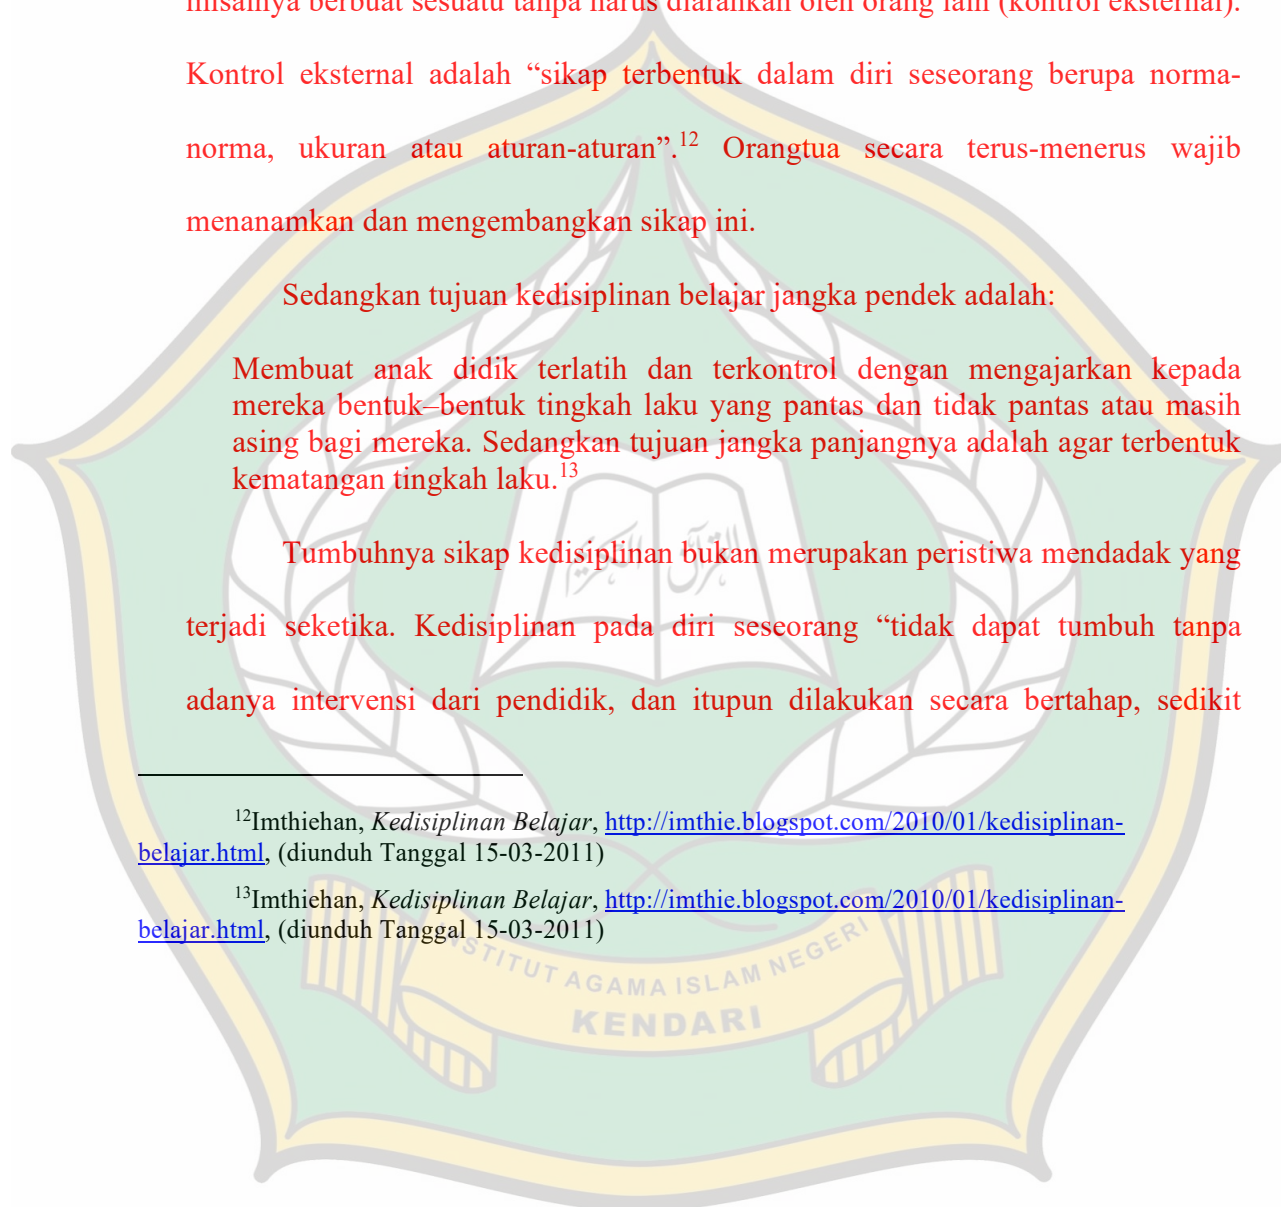 misalnya berbuat sesuatu tanpa harus diarahkan oleh orang lain (kontrol eksternal).
Kontrol eksternal adalah “sikap terbentuk dalam diri seseorang berupa norma-
norma, ukuran atau aturan-aturan”.12 Orangtua secara terus-menerus wajib
menanamkan dan mengembangkan sikap ini.
Sedangkan tujuan kedisiplinan belajar jangka pendek adalah:
Membuat anak didik terlatih dan terkontrol dengan mengajarkan kepada
mereka bentuk–bentuk tingkah laku yang pantas dan tidak pantas atau masih
asing bagi mereka. Sedangkan tujuan jangka panjangnya adalah agar terbentuk
kematangan tingkah laku.13
القرآن الكريم
Tumbuhnya sikap kedisiplinan bukan merupakan peristiwa mendadak yang
terjadi seketika. Kedisiplinan pada diri seseorang “tidak dapat tumbuh tanpa
adanya intervensi dari pendidik, dan itupun dilakukan secara bertahap, sedikit
12Imthiehan, Kedisiplinan Belajar, http://imthie.blogspot.com/2010/01/kedisiplinan-
belajar.html, (diunduh Tanggal 15-03-2011)
13Imthiehan, Kedisiplinan Belajar, http://imthie.blogspot.com/2010/01/kedisiplinan-
belajar.html, (diunduh Tanggal 15-03-2011)
INSTITUT AGAMA ISLAM NEGERI
KENDARI